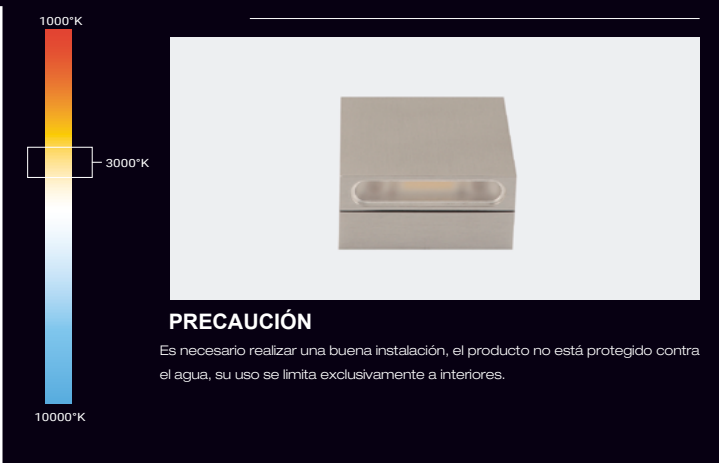 1000°K
3000°K
PRECAUCIÓN
Es necesario realizar una buena instalación, el producto no está protegido contra
el agua, su uso se limita exclusivamente a interiores.
10000°K